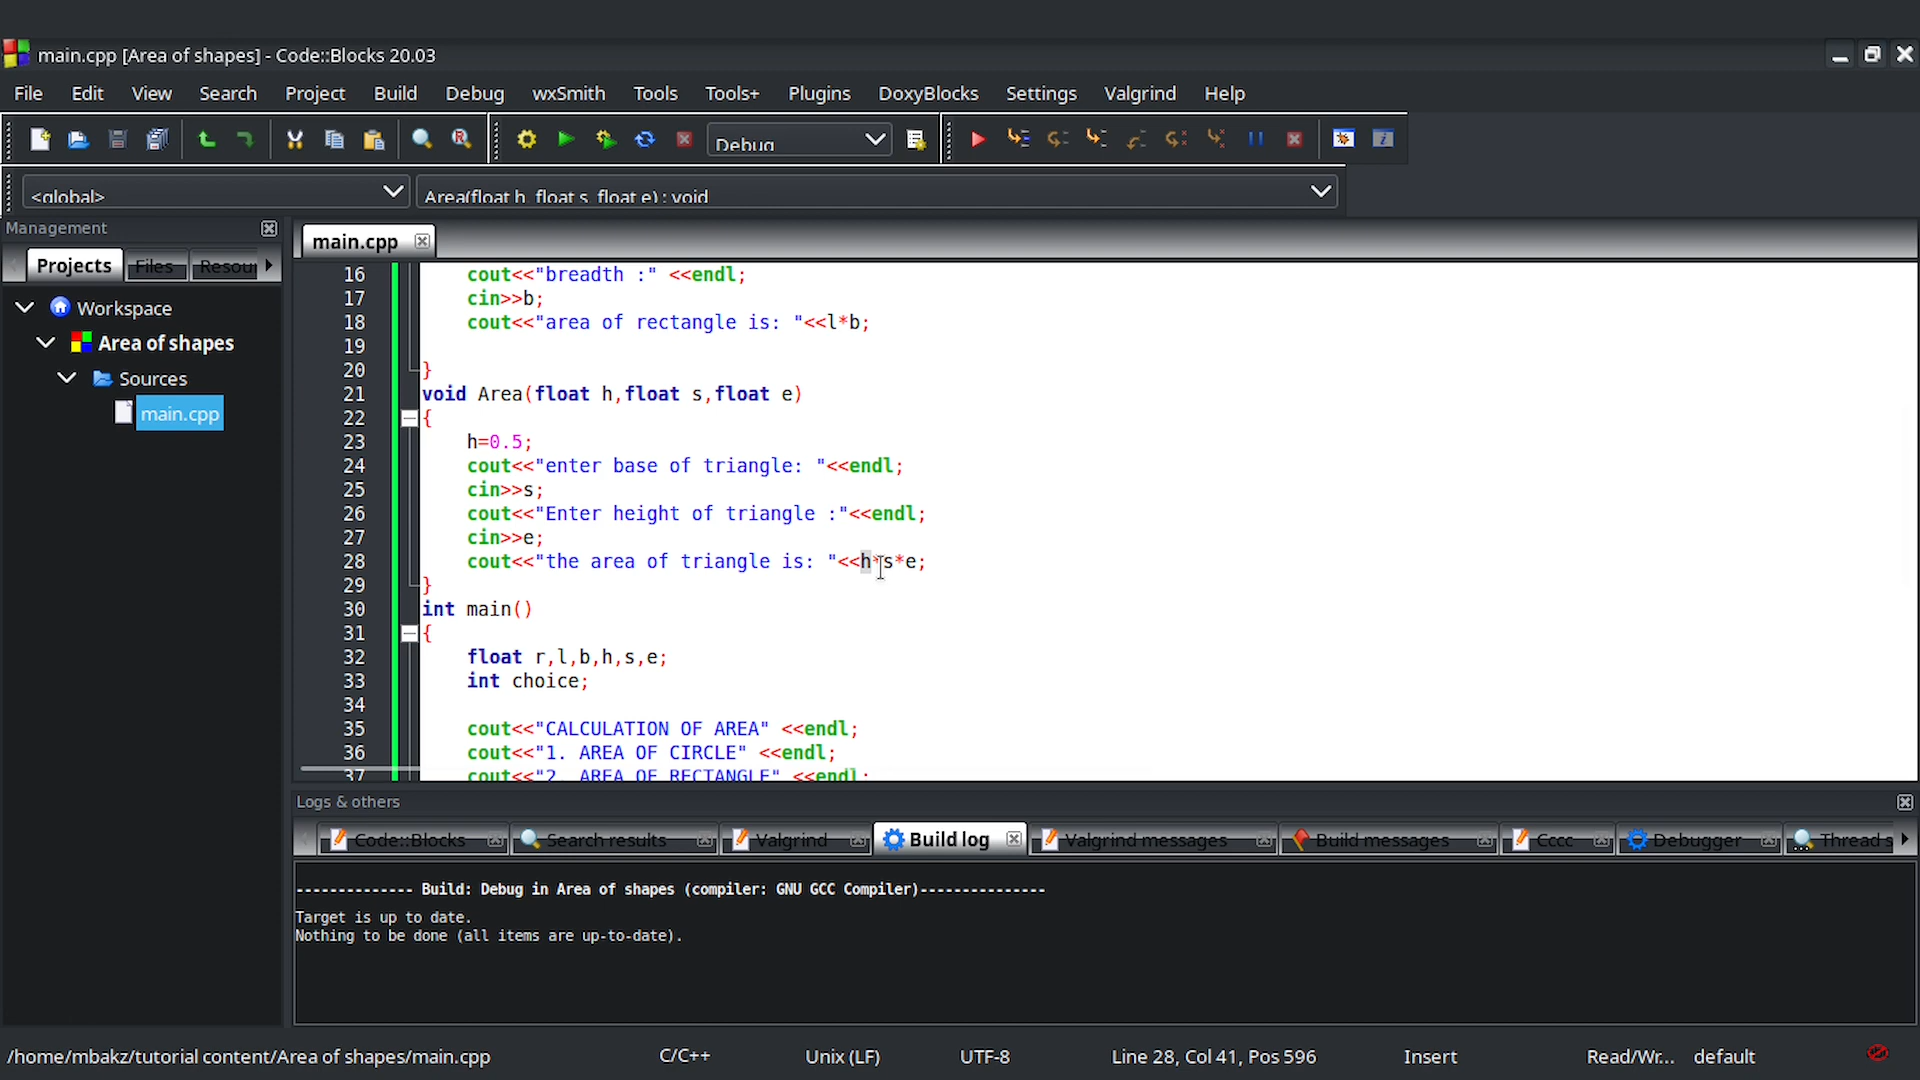 main.cpp [Area of shapes] - Code::Blocks 20.03
File Edit View Search Project Build Debug wxSmith Tools Tools+ Plugins DoxyBlocks Settings Valgrind Help
Debug
<global> Area(float h, float s, float e) : void
Management
main.cpp
Projects Files Resou
Workspace
Area of shapes
Sources
main.cpp
16 cout<<"breadth :" <<endl;
17 cin>>b;
18 cout<<"area of rectangle is: "<<l*b;
19
20 }
21 void Area(float h,float s,float e)
22 {
23 h=0.5;
24 cout<<"enter base of triangle: "<<endl;
25 cin>>s;
26 cout<<"Enter height of triangle :"<<endl;
27 cin>>e;
28 cout<<"the area of triangle is: "<<h*s*e;
29 }
30 int main()
31 {
32 float r,l,b,h,s,e;
33 int choice;
34
35 cout<<"CALCULATION OF AREA" <<endl;
36 cout<<"1. AREA OF CIRCLE" <<endl;
37 cout<<"2. AREA OF RECTANGLE" <<endl;
Logs & others
Code::Blocks Search results Valgrind Build log Valgrind messages Build messages Cccc Debugger Thread s
-------------- Build: Debug in Area of shapes (compiler: GNU GCC Compiler)---------------
Target is up to date.
Nothing to be done (all items are up-to-date).
/home/mbakz/tutorial content/Area of shapes/main.cpp C/C++ Unix (LF) UTF-8 Line 28, Col 41, Pos 596 Insert Read/Wr... default